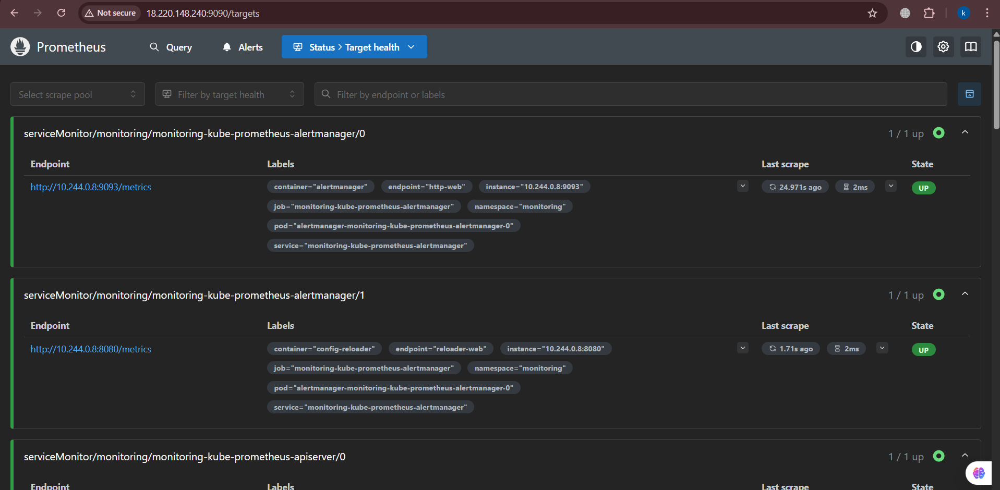 Not secure 18.220.148.240:9090/targets
k
Prometheus Query Alerts Status > Target health
Select scrape pool Filter by target health Filter by endpoint or labels
serviceMonitor/monitoring/monitoring-kube-prometheus-alertmanager/0 1 / 1 up
Endpoint Labels Last scrape State
http://10.244.0.8:9093/metrics container="alertmanager" endpoint="http-web" instance="10.244.0.8:9093" 24.971s ago 2ms UP
job="monitoring-kube-prometheus-alertmanager" namespace="monitoring"
pod="alertmanager-monitoring-kube-prometheus-alertmanager-0"
service="monitoring-kube-prometheus-alertmanager"
serviceMonitor/monitoring/monitoring-kube-prometheus-alertmanager/1 1 / 1 up
Endpoint Labels Last scrape State
http://10.244.0.8:8080/metrics container="config-reloader" endpoint="reloader-web" instance="10.244.0.8:8080" 1.71s ago 2ms UP
job="monitoring-kube-prometheus-alertmanager" namespace="monitoring"
pod="alertmanager-monitoring-kube-prometheus-alertmanager-0"
service="monitoring-kube-prometheus-alertmanager"
serviceMonitor/monitoring/monitoring-kube-prometheus-apiserver/0 1 / 1 up
Endpoint Labels Last scrape State